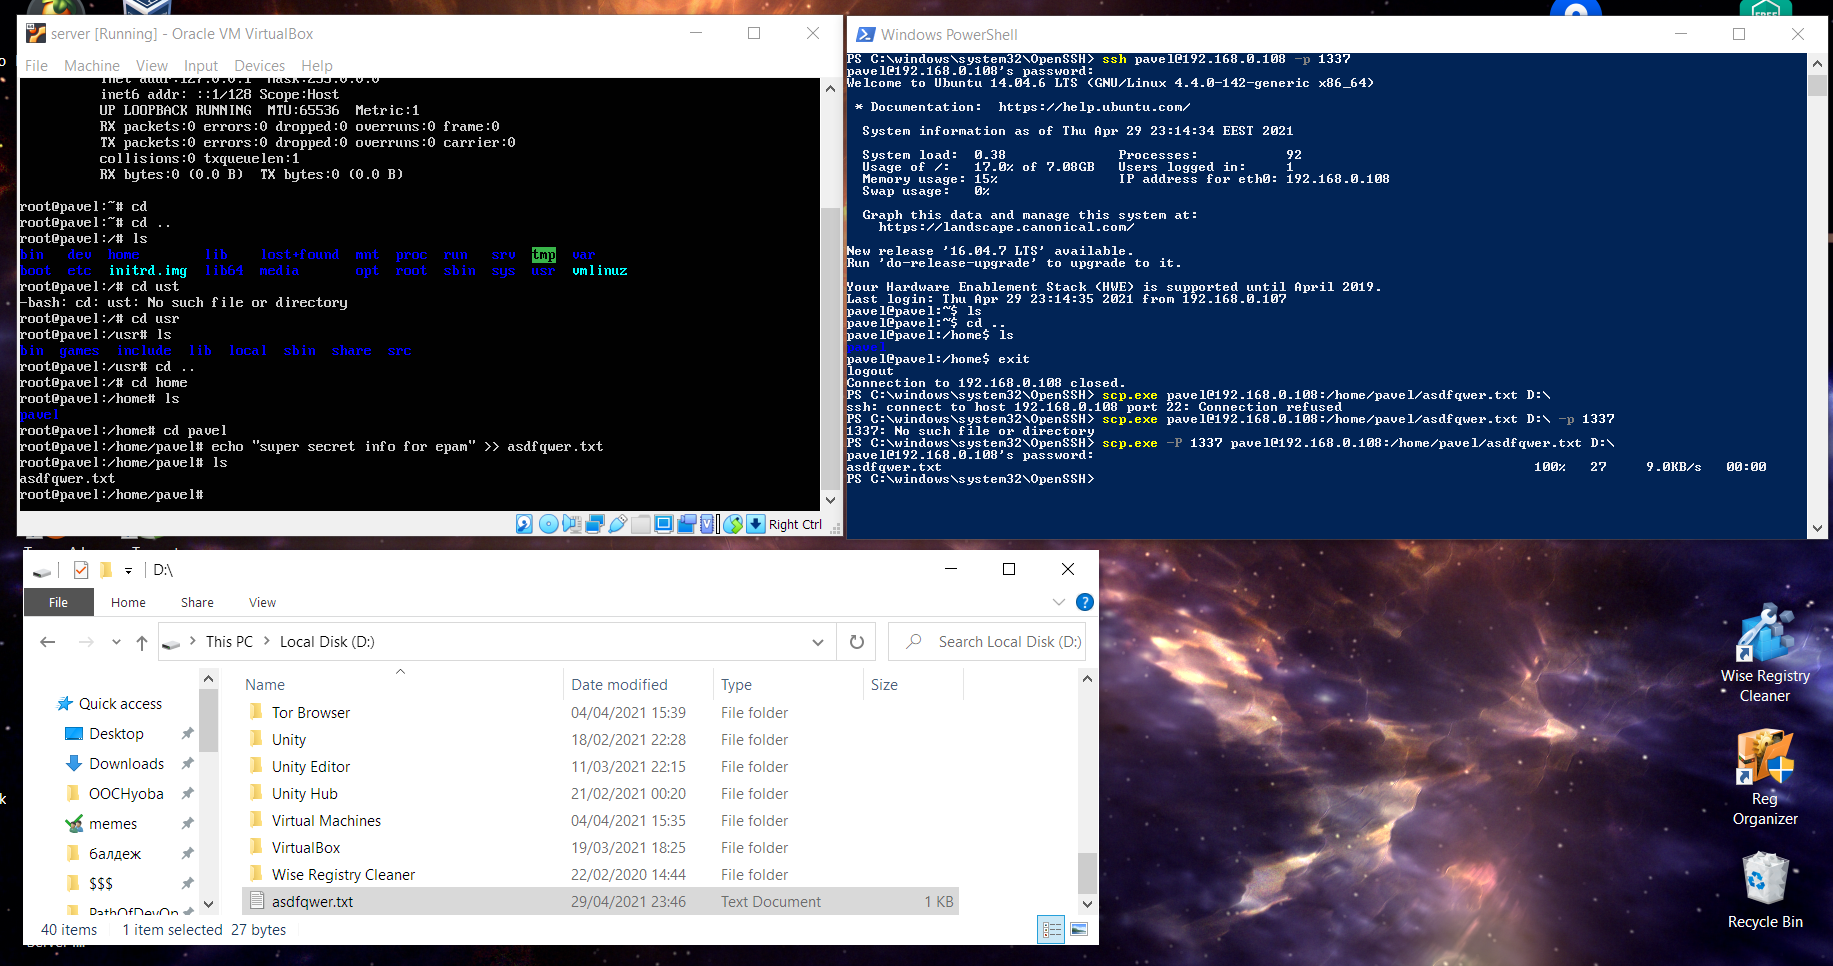 server [Running] - Oracle VM VirtualBox
File Machine View Input Devices Help
inet addr:127.0.0.1 Mask:255.0.0.0
inet6 addr: ::1/128 Scope:Host
UP LOOPBACK RUNNING MTU:65536 Metric:1
RX packets:0 errors:0 dropped:0 overruns:0 frame:0
TX packets:0 errors:0 dropped:0 overruns:0 carrier:0
collisions:0 txqueuelen:1
RX bytes:0 (0.0 B) TX bytes:0 (0.0 B)
root@pavel:~# cd
root@pavel:~# cd ..
root@pavel:/# ls
bin dev home lib lost+found mnt proc run srv tmp var
boot etc initrd.img lib64 media opt root sbin sys usr vmlinuz
root@pavel:/# cd ust
-bash: cd: ust: No such file or directory
root@pavel:/# cd usr
root@pavel:/usr# ls
bin games include lib local sbin share src
root@pavel:/usr# cd ..
root@pavel:/# cd home
root@pavel:/home# ls
pavel
root@pavel:/home# cd pavel
root@pavel:/home/pavel# echo "super secret info for epam" >> asdfqwer.txt
root@pavel:/home/pavel# ls
asdfqwer.txt
root@pavel:/home/pavel#
Right Ctrl
Windows PowerShell
PS C:\windows\system32\OpenSSH> ssh pavel@192.168.0.108 -p 1337
pavel@192.168.0.108's password:
Welcome to Ubuntu 14.04.6 LTS (GNU/Linux 4.4.0-142-generic x86_64)
* Documentation: https://help.ubuntu.com/
System information as of Thu Apr 29 23:14:34 EEST 2021
System load: 0.38 Processes: 92
Usage of /: 17.0% of 7.08GB Users logged in: 1
Memory usage: 15% IP address for eth0: 192.168.0.108
Swap usage: 0%
Graph this data and manage this system at:
https://landscape.canonical.com/
New release '16.04.7 LTS' available.
Run 'do-release-upgrade' to upgrade to it.
Your Hardware Enablement Stack (HWE) is supported until April 2019.
Last login: Thu Apr 29 23:14:35 2021 from 192.168.0.107
pavel@pavel:~$ ls
pavel@pavel:~$ cd ..
pavel@pavel:/home$ ls
pavel
pavel@pavel:/home$ exit
logout
Connection to 192.168.0.108 closed.
PS C:\windows\system32\OpenSSH> scp.exe pavel@192.168.0.108:/home/pavel/asdfqwer.txt D:\
ssh: connect to host 192.168.0.108 port 22: Connection refused
PS C:\windows\system32\OpenSSH> scp.exe pavel@192.168.0.108:/home/pavel/asdfqwer.txt D:\ -p 1337
1337: No such file or directory
PS C:\windows\system32\OpenSSH> scp.exe -P 1337 pavel@192.168.0.108:/home/pavel/asdfqwer.txt D:\
pavel@192.168.0.108's password:
asdfqwer.txt 100% 27 9.0KB/s 00:00
PS C:\windows\system32\OpenSSH>
D:\
File Home Share View
This PC > Local Disk (D:)
Search Local Disk (D:)
Quick access
Desktop
Downloads
OOCHyoba
memes
балдеж
$$$
PathOfDevOp
Name Date modified Type Size
Tor Browser 04/04/2021 15:39 File folder
Unity 18/02/2021 22:28 File folder
Unity Editor 11/03/2021 22:15 File folder
Unity Hub 21/02/2021 00:20 File folder
Virtual Machines 04/04/2021 15:35 File folder
VirtualBox 19/03/2021 18:25 File folder
Wise Registry Cleaner 22/02/2020 14:44 File folder
asdfqwer.txt 29/04/2021 23:46 Text Document 1 KB
40 items 1 item selected 27 bytes
Wise Registry
Cleaner
Reg
Organizer
Recycle Bin